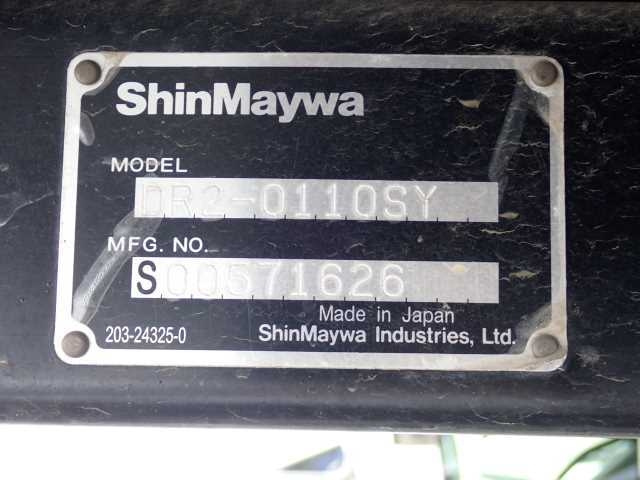 ShinMaywa
MODEL
DR2-0110SY
MFG. NO.
S00571626
Made in Japan
203-24325-0
ShinMaywa Industries, Ltd.